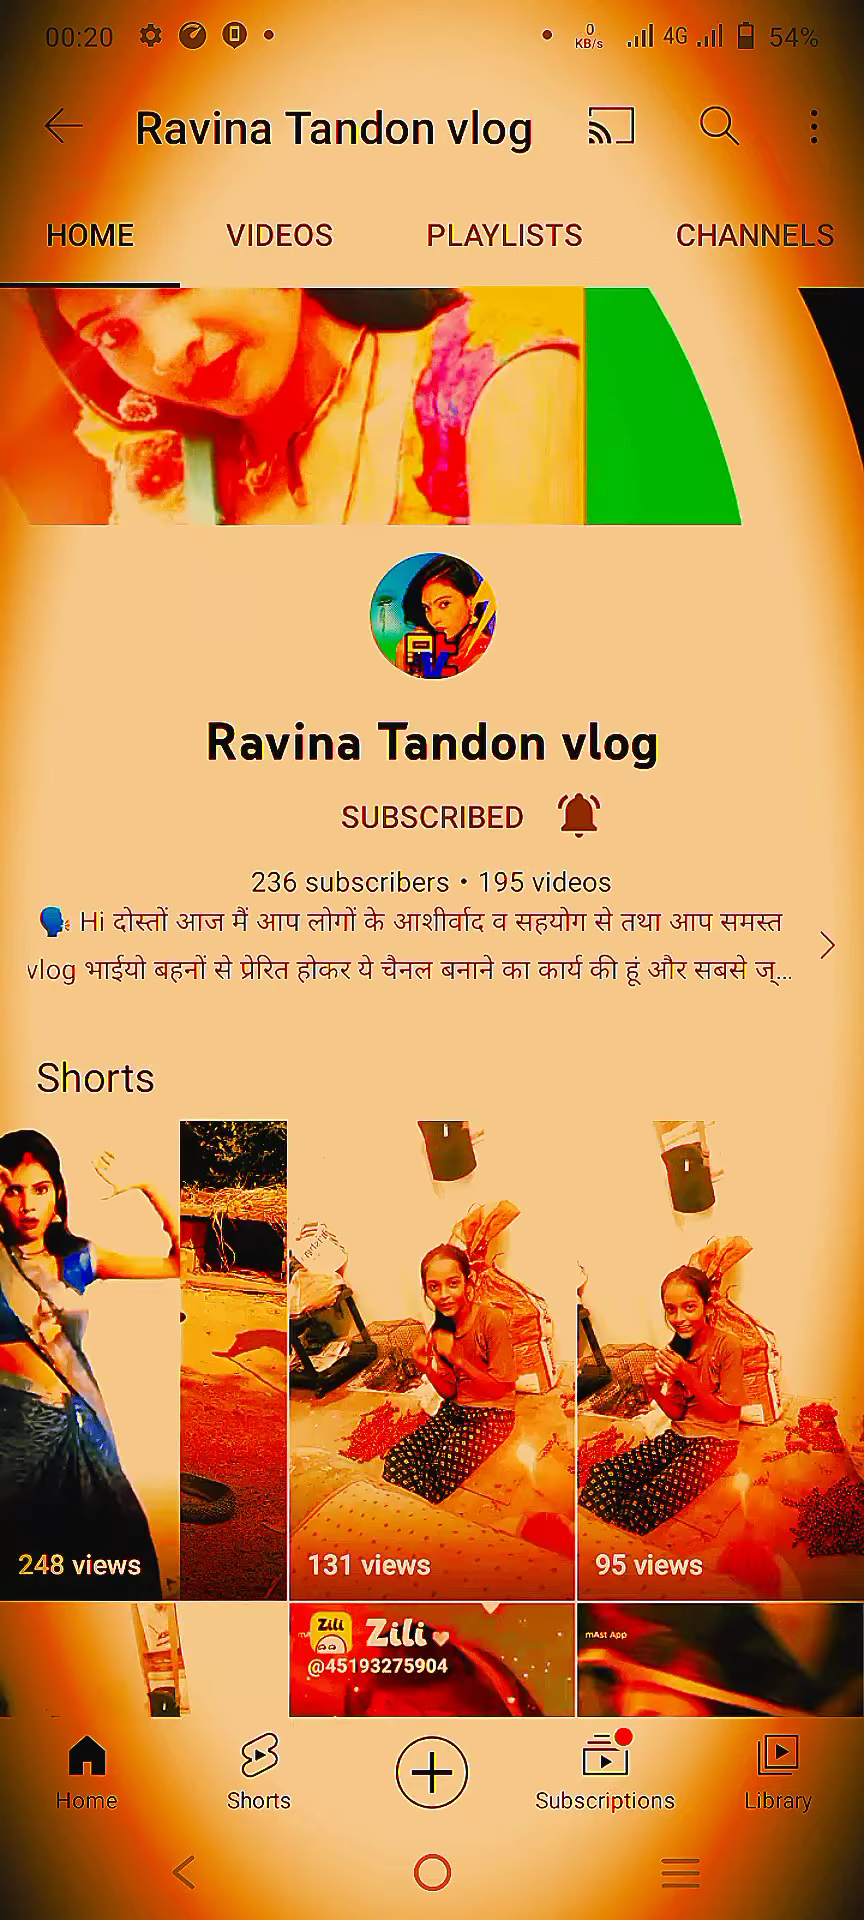 00:20
0
KB/s
4G
54%
Ravina Tandon vlog
HOME VIDEOS PLAYLISTS CHANNELS
Ravina Tandon vlog
SUBSCRIBED
236 subscribers • 195 videos
🗣️ Hi दोस्तों आज मैं आप लोगों के आशीर्वाद व सहयोग से तथा आप समस्त
vlog भाईयो बहनों से प्रेरित होकर ये चैनल बनाने का कार्य की हूं और सबसे ज्...
Shorts
248 views
131 views
95 views
Zili
Zili
@45193275904
mAst App
Home Shorts Subscriptions Library